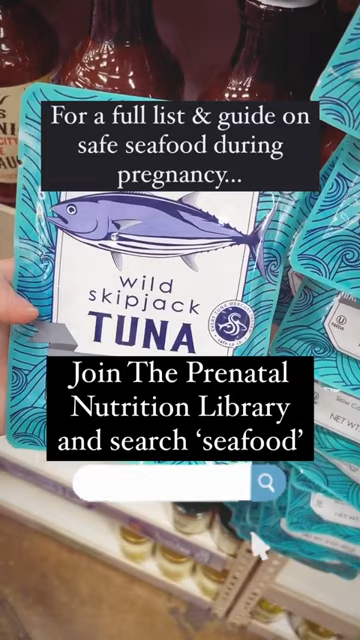 For a full list & guide on
safe seafood during
pregnancy...
wild
skipjack
TUNA
Join The Prenatal
Nutrition Library
and search ‘seafood’